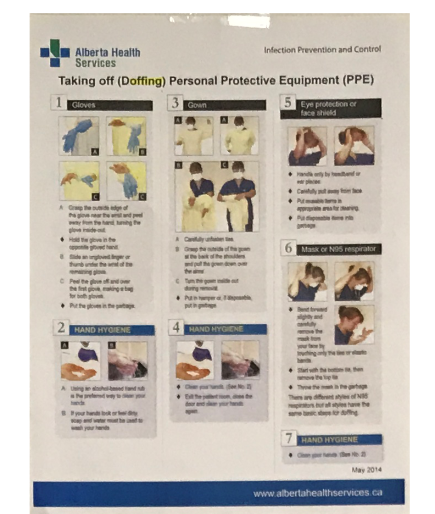 Alberta Health
Services
Infection Prevention and Control
Taking off (Doffing) Personal Protective Equipment (PPE)
1 Gloves
A
B
C
C
A Grasp the outside edge of
the glove near the wrist and peel
away from the hand, turning the
glove inside-out.
Hold the glove in the
opposite gloved hand.
B Slide an ungloved finger or
thumb under the wrist of the
remaining glove.
C Peel the glove off and over
the first glove, making a bag
for both gloves.
Put the gloves in the garbage.
2 HAND HYGIENE
A
B
A Using an alcohol-based hand rub
is the preferred way to clean your
hands.
B If your hands look or feel dirty,
soap and water must be used to
wash your hands
3 Gown
A
A
B
C
A Carefully unfasten ties.
B Grasp the outside of the gown
at the back at the shoulders
and pull the gown down over
the arms.
C Turn the gown inside out
during removal.
Put in hamper or, if disposable,
put in garbage.
4 HAND HYGIENE
A
B
Clean your hands. (See No. 2)
Exit the patient room, close the
door and clean your hands
again.
5 Eye protection or
face shield
Handle only by headband or
ear pieces.
Carefully pull away from face.
Put reusable items in
appropriate area for cleaning.
Put disposable items into
garbage.
6 Mask or N95 respirator
Bend forward
slightly and
carefully
remove the
mask from
your face by
touching only the ties or elastic
bands.
Start with the bottom tie, then
remove the top tie.
Throw the mask in the garbage.
There are different styles of N95
respirators but all styles have the
same basic steps for doffing.
7 HAND HYGIENE
Clean your hands. (See No. 2)
May 2014
www.albertahealthservices.ca